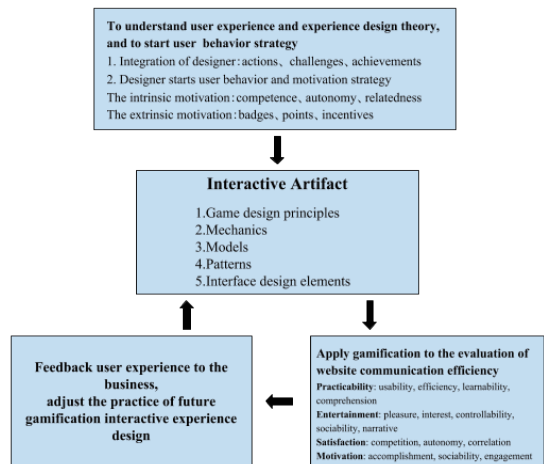 To understand user experience and experience design theory,
and to start user behavior strategy
1. Integration of designer：actions、challenges、achievements
2. Designer starts user behavior and motivation strategy
The intrinsic motivation：competence、autonomy、relatedness
The extrinsic motivation：badges、points、incentives
Interactive Artifact
1.Game design principles
2.Mechanics
3.Models
4.Patterns
5.Interface design elements
Feedback user experience to the
business,
adjust the practice of future
gamification interactive experience
design
Apply gamification to the evaluation of
website communication efficiency
Practicability: usability, efficiency, learnability,
comprehension
Entertainment: pleasure, interest, controllability,
sociability, narrative
Satisfaction: competition, autonomy, correlation
Motivation: accomplishment, sociability, engagement